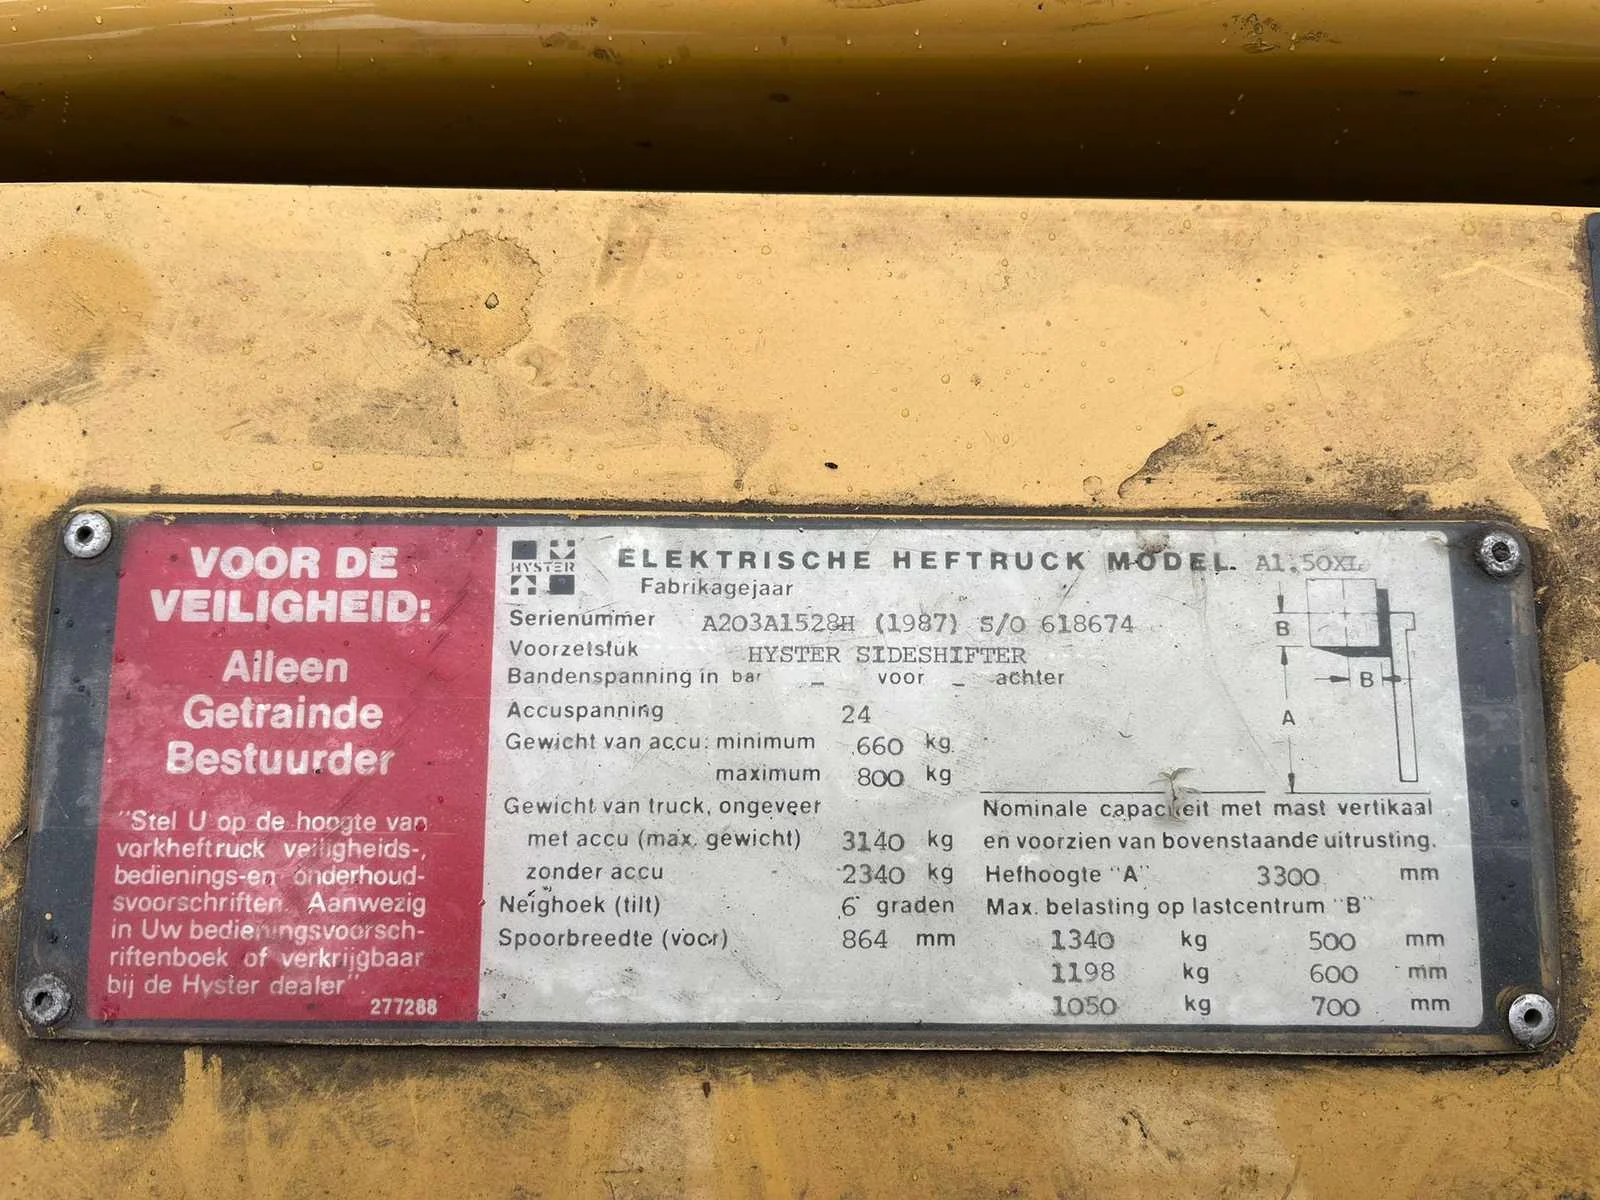 VOOR DE
VEILIGHEID:
Alleen
Getrainde
Bestuurder
"Stel U op de hoogte van
vorkheftruck veiligheids-,
bedienings-en onderhoud-
svoorschriften. Aanwezig
in Uw bedieningsvoorsch-
riftenboek of verkrijgbaar
bij de Hyster dealer"
277288
HYSTER
ELEKTRISCHE HEFTRUCK MODEL. A1.50XL
Fabrikagejaar
Serienummer A203A1528H (1987) S/O 618674
Voorzetstuk HYSTER SIDESHIFTER
Bandenspanning in bar – voor – achter
Accuspanning 24
Gewicht van accu: minimum 660 kg
maximum 800 kg
Gewicht van truck, ongeveer
met accu (max. gewicht) 3140 kg
zonder accu 2340 kg
Neighoek (tilt) 6 graden
Spoorbreedte (voor) 864 mm
B
B
A
Nominale capaciteit met mast vertikaal
en voorzien van bovenstaande uitrusting.
Hefhoogte "A" 3300 mm
Max. belasting op lastcentrum "B"
1340 kg 500 mm
1198 kg 600 mm
1050 kg 700 mm